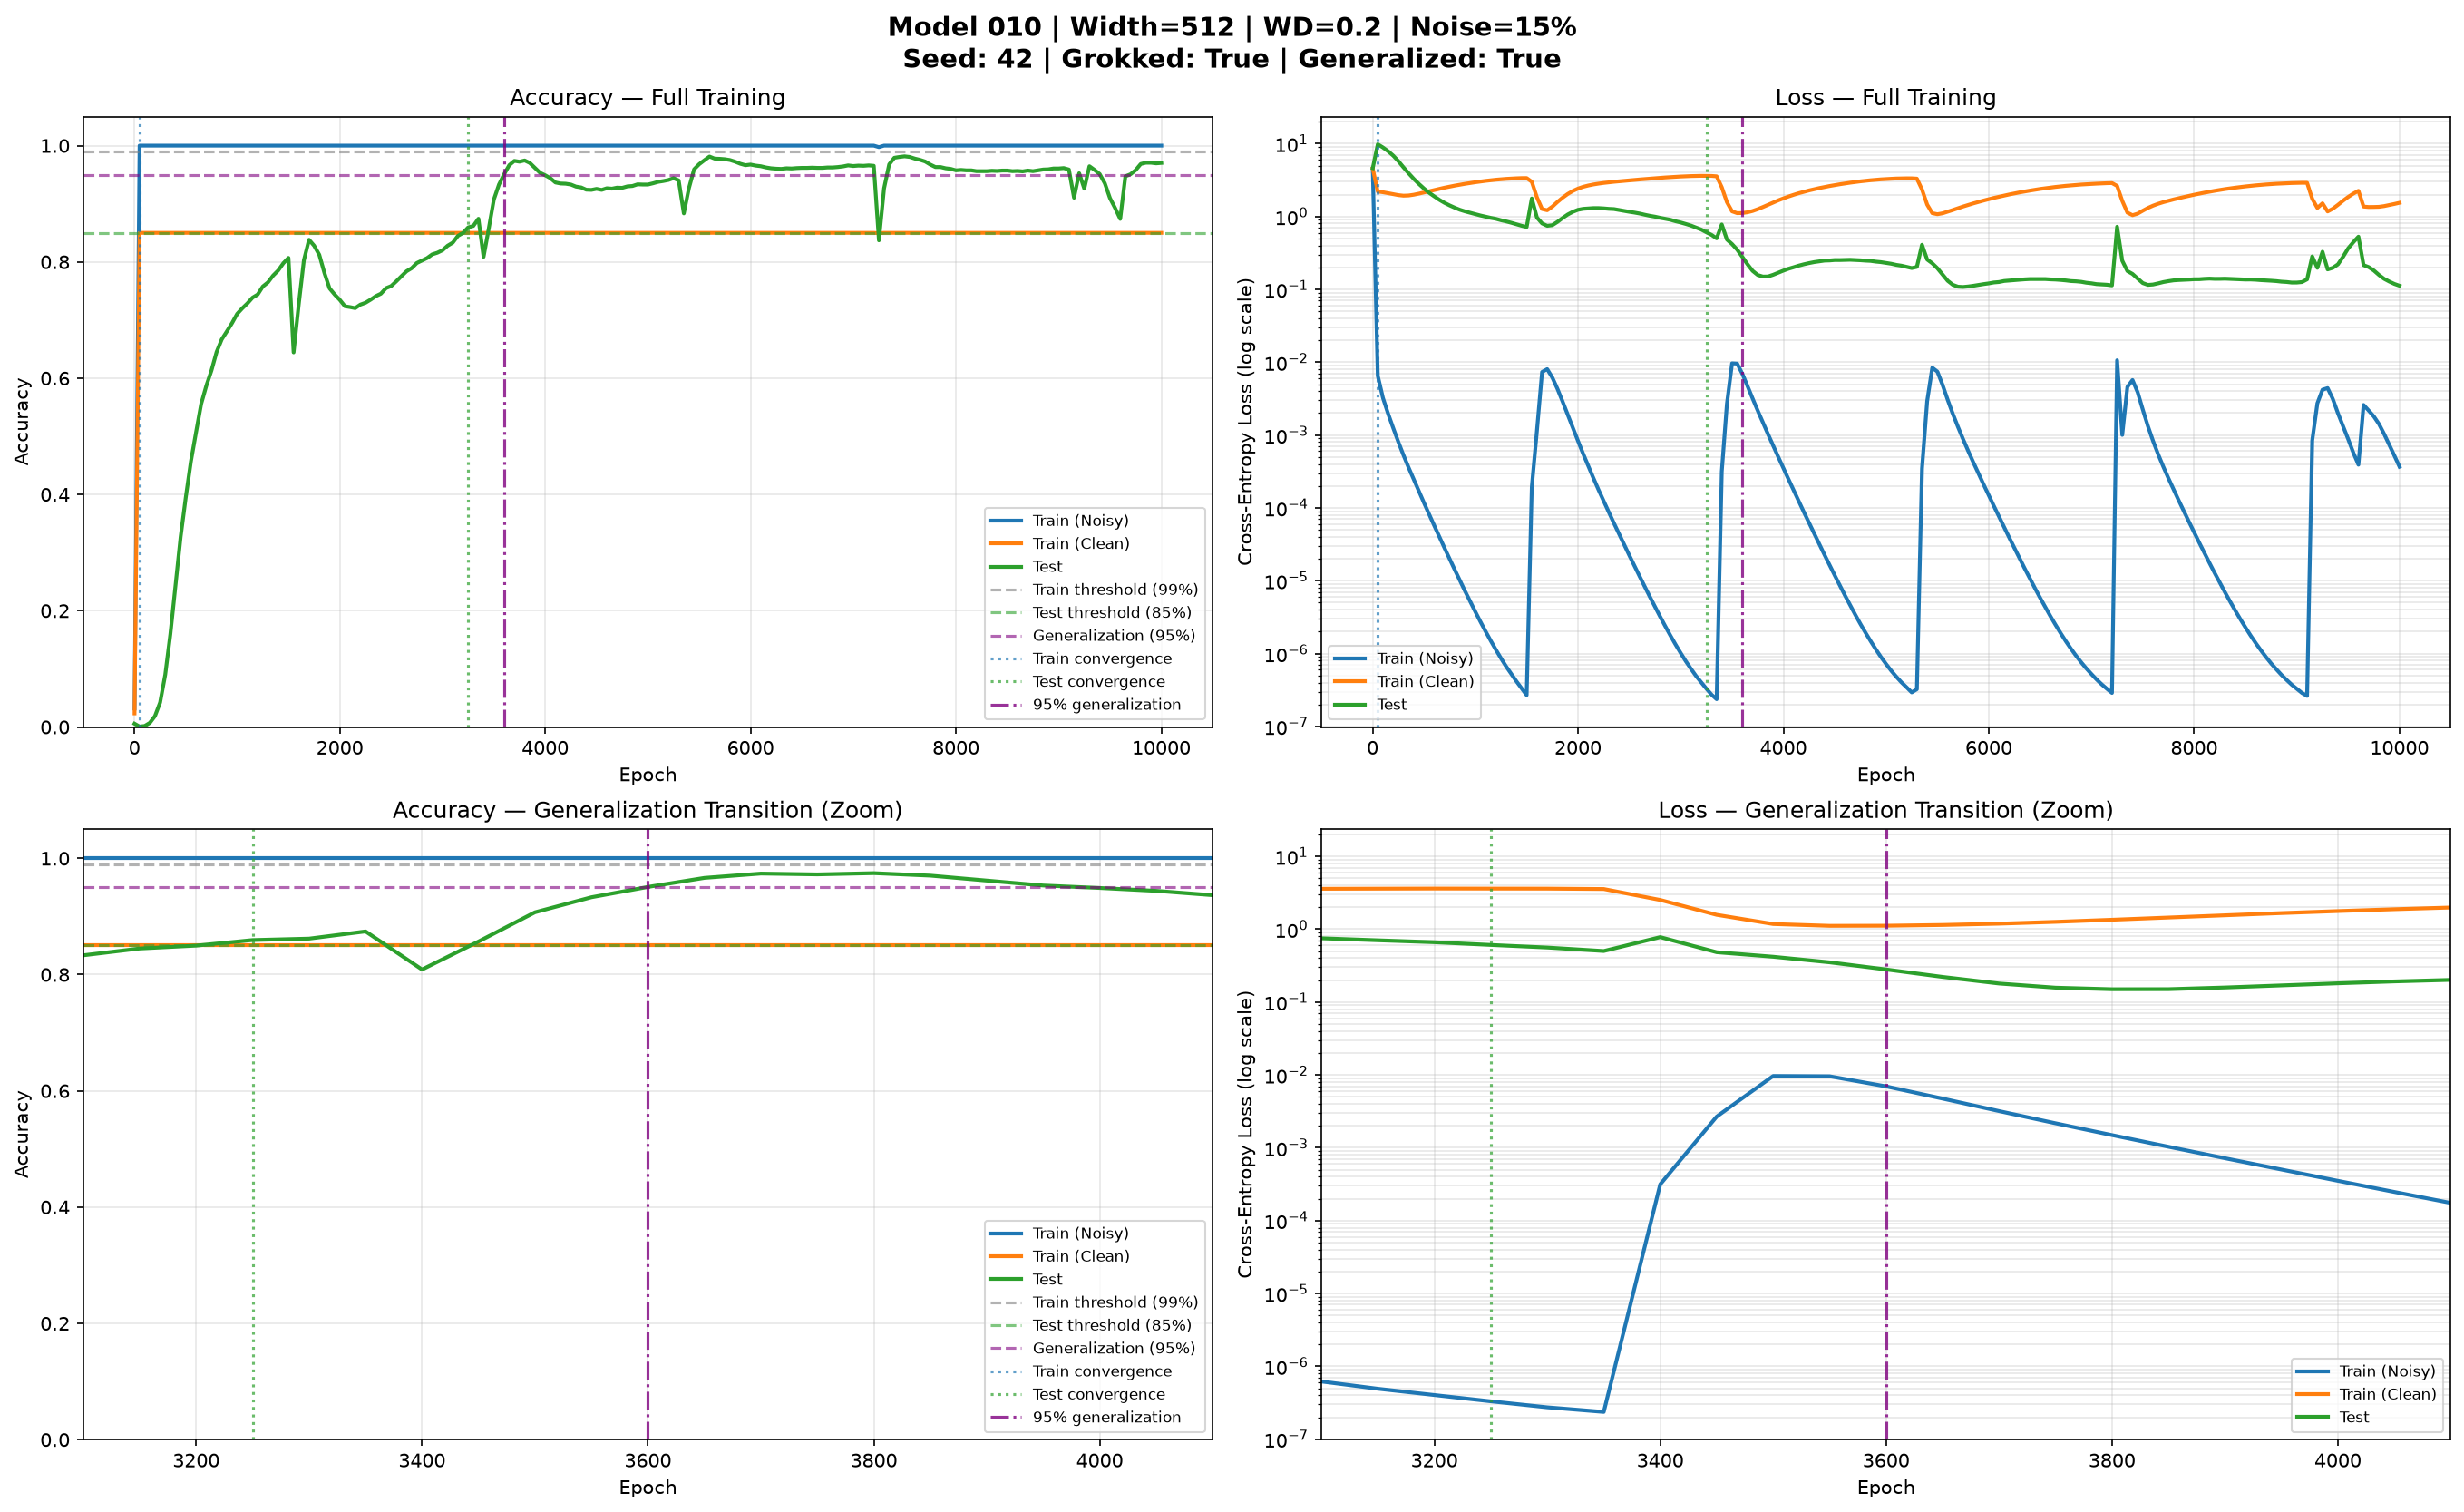 Model 010 | Width=512 | WD=0.2 | Noise=15%
Seed: 42 | Grokked: True | Generalized: True
Accuracy — Full Training
1.0
0.8
0.6
0.4
0.2
0.0
Accuracy
0 2000 4000 6000 8000 10000
Epoch
Train (Noisy)
Train (Clean)
Test
Train threshold (99%)
Test threshold (85%)
Generalization (95%)
Train convergence
Test convergence
95% generalization
Loss — Full Training
10^1
10^0
10^-1
10^-2
10^-3
10^-4
10^-5
10^-6
10^-7
Cross-Entropy Loss (log scale)
0 2000 4000 6000 8000 10000
Epoch
Train (Noisy)
Train (Clean)
Test
Accuracy — Generalization Transition (Zoom)
1.0
0.8
0.6
0.4
0.2
0.0
Accuracy
3200 3400 3600 3800 4000
Epoch
Train (Noisy)
Train (Clean)
Test
Train threshold (99%)
Test threshold (85%)
Generalization (95%)
Train convergence
Test convergence
95% generalization
Loss — Generalization Transition (Zoom)
10^1
10^0
10^-1
10^-2
10^-3
10^-4
10^-5
10^-6
10^-7
Cross-Entropy Loss (log scale)
3200 3400 3600 3800 4000
Epoch
Train (Noisy)
Train (Clean)
Test